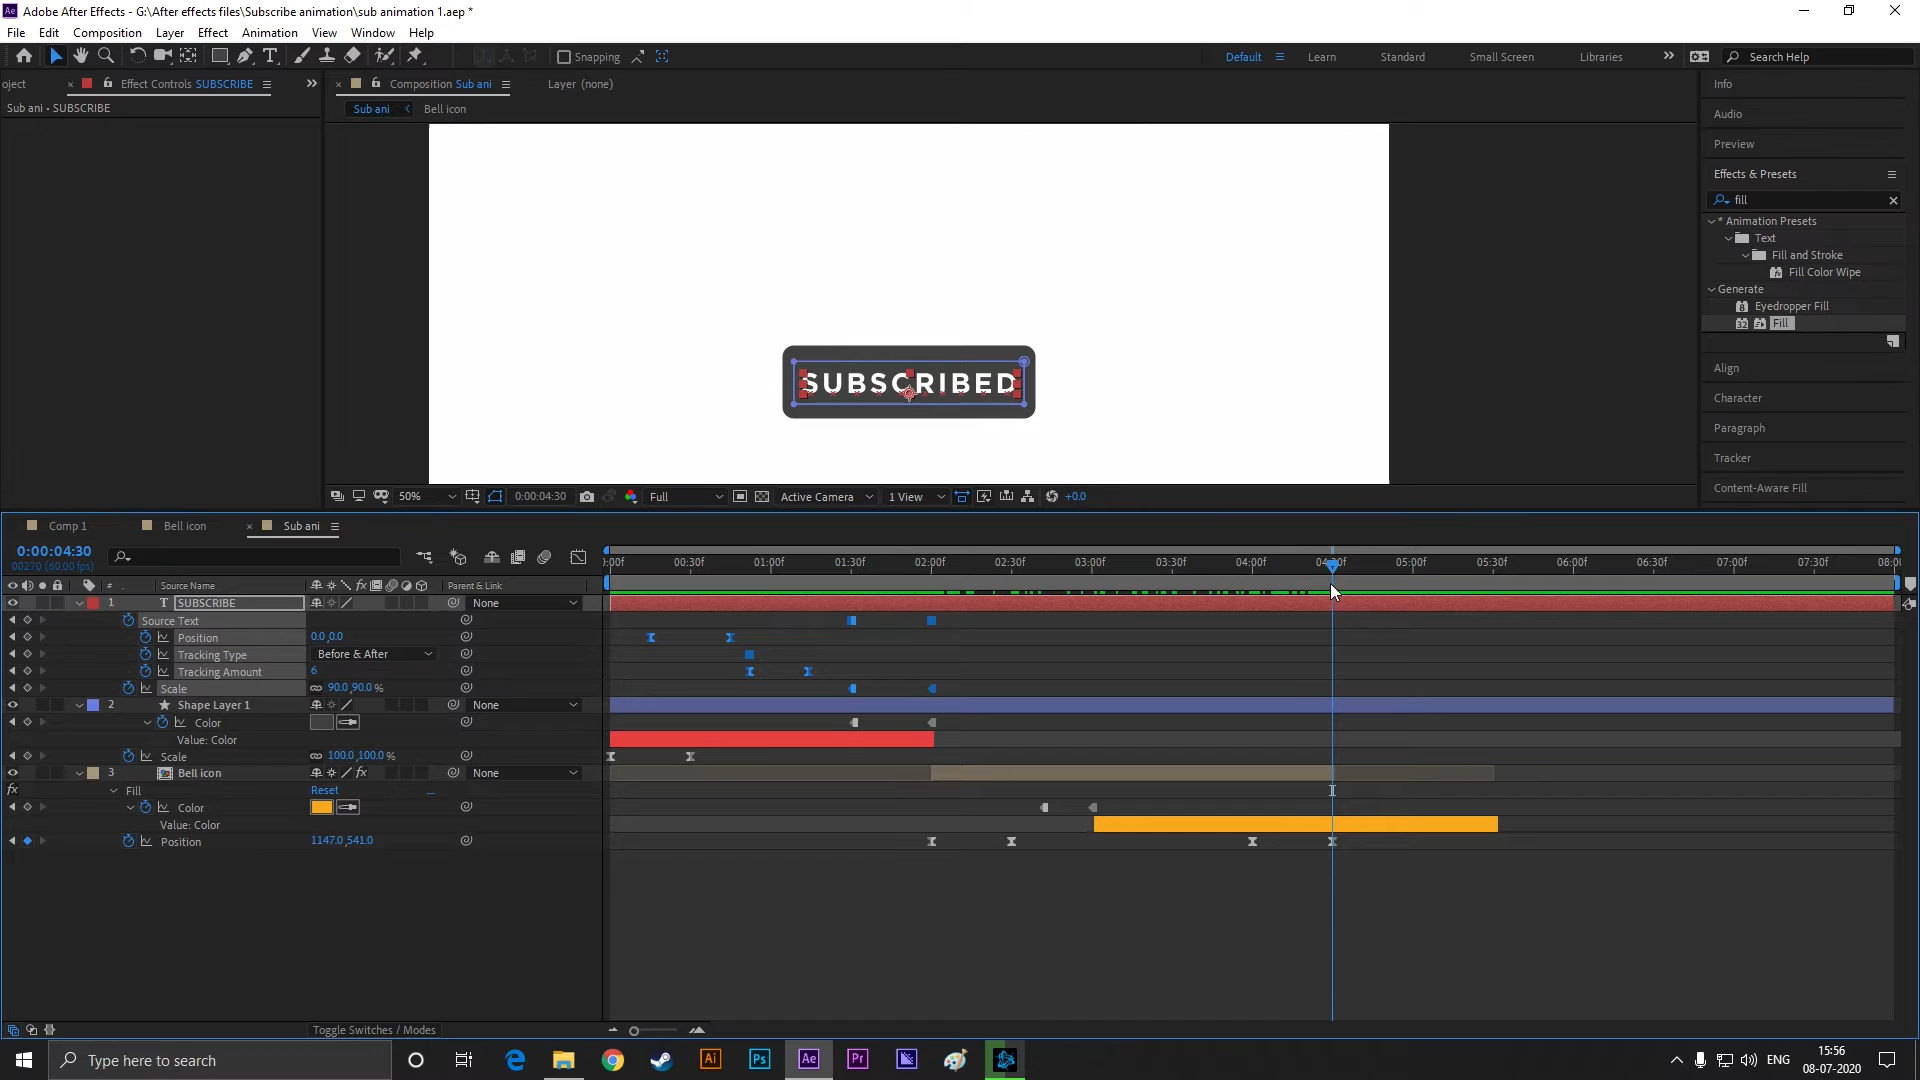 Adobe After Effects - G:\After effects files\Subscribe animation\sub animation 1.aep *
File Edit Composition Layer Effect Animation View Window Help
Snapping Default Learn Standard Small Screen Libraries Search Help
oject Effect Controls SUBSCRIBE Composition Sub ani Layer (none) Info
Sub ani • SUBSCRIBE Sub ani Bell icon
Audio
Preview
Effects & Presets
fill
* Animation Presets
Text
Fill and Stroke
Fill Color Wipe
Generate
Eyedropper Fill
Fill
Align
Character
Paragraph
Tracker
Content-Aware Fill
SUBSCRIBED
50% 0:00:04:30 Full Active Camera 1 View +0.0
Comp 1 Bell icon Sub ani
0:00:04:30
00270 (60.00 fps)
:00f 00:30f 01:00f 01:30f 02:00f 02:30f 03:00f 03:30f 04:00f 04:30f 05:00f 05:30f 06:00f 06:30f 07:00f 07:30f 08:00
# Source Name Parent & Link
1 T SUBSCRIBE None
Source Text
Position 0.0,0.0
Tracking Type Before & After
Tracking Amount 6
Scale 90.0,90.0%
2 Shape Layer 1 None
Color
Value: Color
Scale 100.0,100.0%
3 Bell icon fx None
fx Fill Reset
Color
Value: Color
Position 1147.0,541.0
Toggle Switches / Modes
Type here to search Ai Ps Ae Pr ENG 15:56
08-07-2020